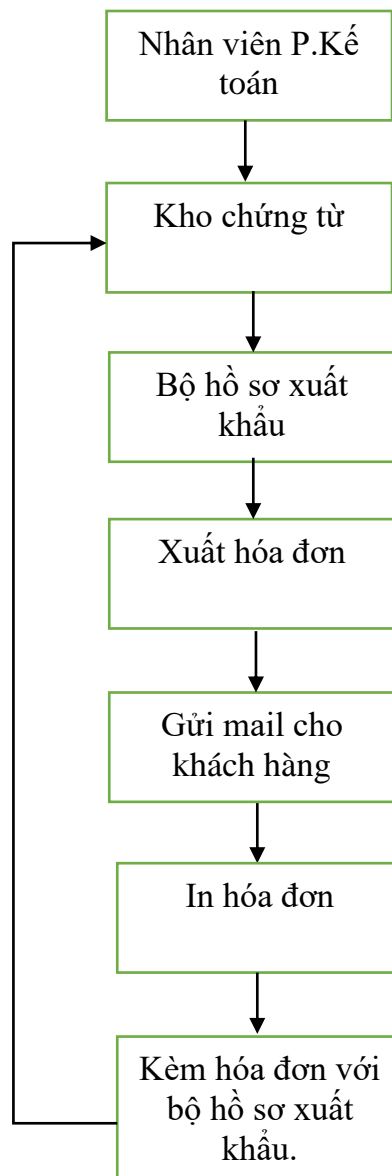 Nhân viên P.Kế
toán
Kho chứng từ
Bộ hồ sơ xuất
khẩu
Xuất hóa đơn
Gửi mail cho
khách hàng
In hóa đơn
Kèm hóa đơn với
bộ hồ sơ xuất
khẩu.